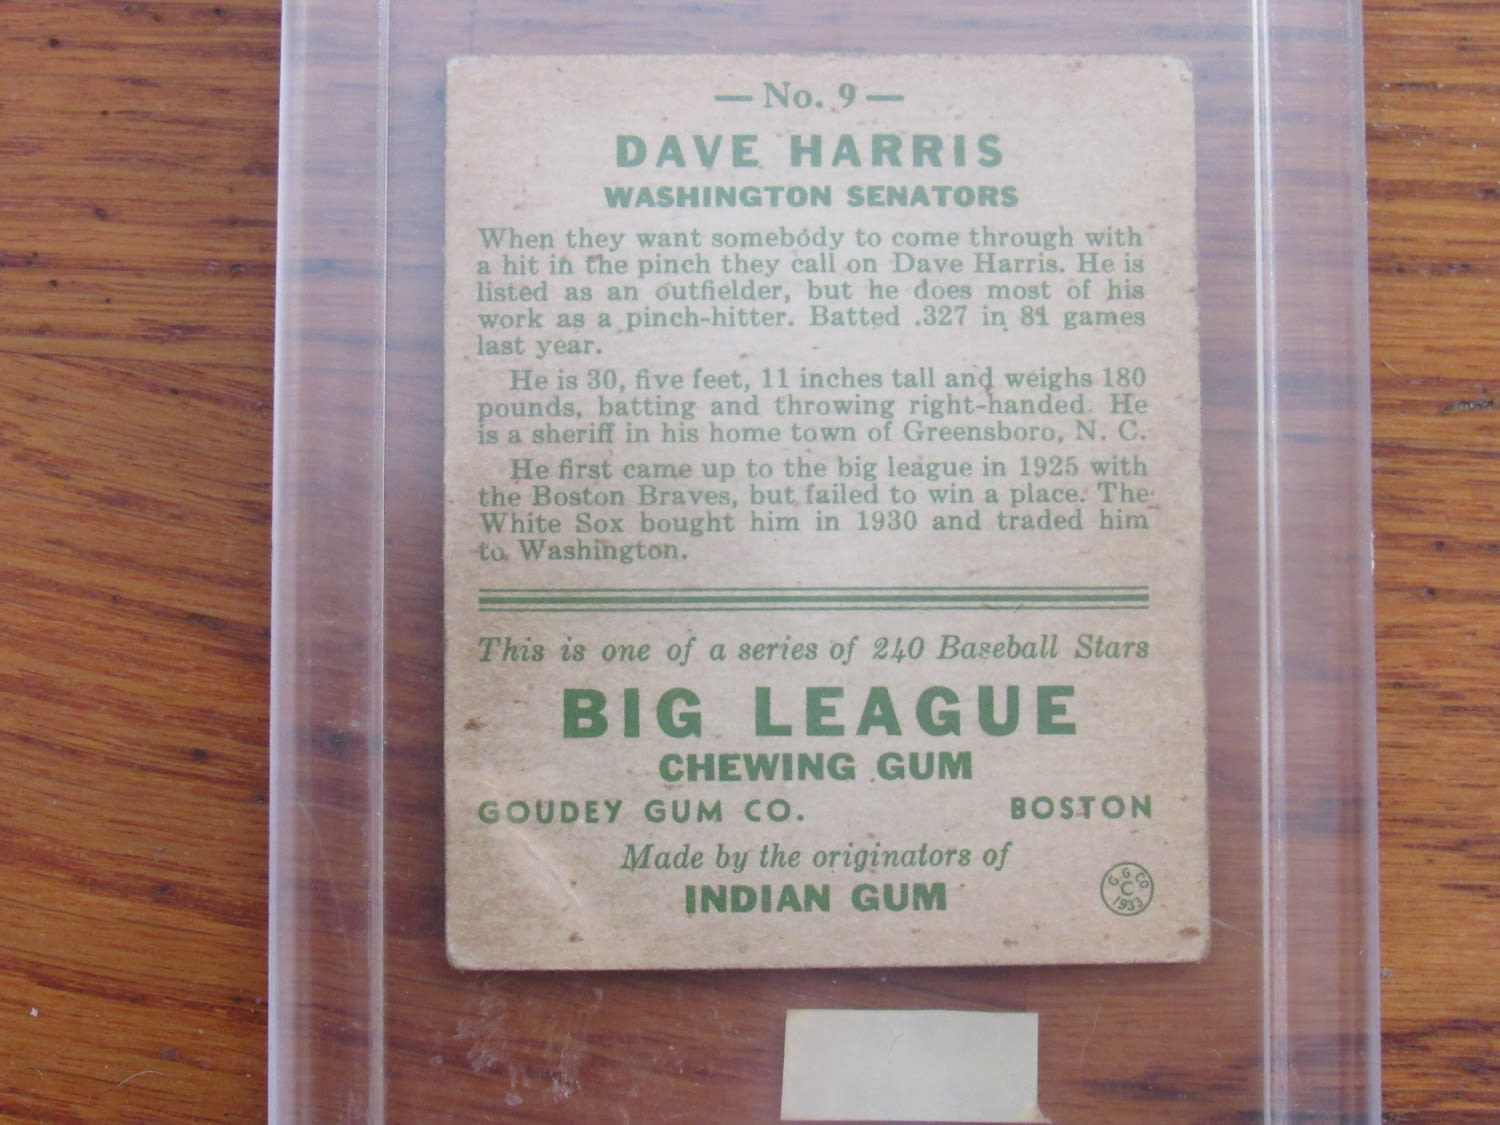 — No. 9 —
DAVE HARRIS
WASHINGTON SENATORS
When they want somebody to come through with
a hit in the pinch they call on Dave Harris. He is
listed as an outfielder, but he does most of his
work as a pinch-hitter. Batted .327 in 81 games
last year.
He is 30, five feet, 11 inches tall and weighs 180
pounds, batting and throwing right-handed. He
is a sheriff in his home town of Greensboro, N. C.
He first came up to the big league in 1925 with
the Boston Braves, but failed to win a place. The
White Sox bought him in 1930 and traded him
to Washington.
This is one of a series of 240 Baseball Stars
BIG LEAGUE
CHEWING GUM
GOUDEY GUM CO. BOSTON
Made by the originators of
INDIAN GUM
G. G. CO.
C
1933